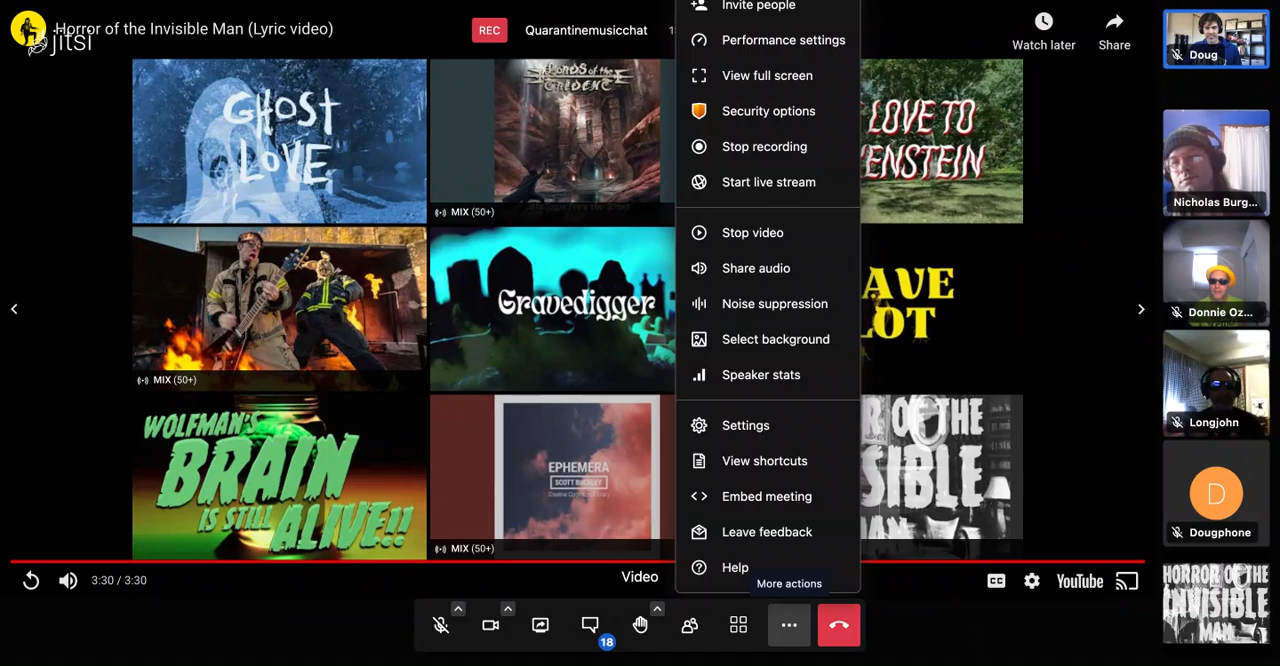 Horror of the Invisible Man (Lyric video)
jitsi
REC
Quarantinemusicchat
Watch later
Share
GHOST
LOVE
MIX (50+)
LOVE TO
MIX (50+)
Gravedigger
WOLFMAN'S
BRAIN
IS STILL ALIVE!!
EPHEMERA
SCOTT BUCKLEY
MIX (50+)
OF THE
MAN
Invite people
Performance settings
View full screen
Security options
Stop recording
Start live stream
Stop video
Share audio
Noise suppression
Select background
Speaker stats
Settings
View shortcuts
Embed meeting
Leave feedback
Help
More actions
3:30 / 3:30
Video
CC
YouTube
18
Doug
Nicholas Burg...
Donnie Oz...
Longjohn
D
Dougphone
HORROR OF THE
INVISIBLE
MAN